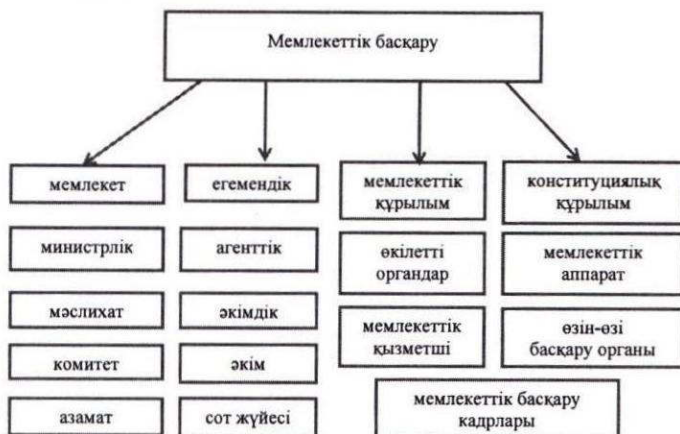 Мемлекеттік басқару
мемлекет
егемендік
мемлекеттік
құрылым
конституциялық
құрылым
министрлік
агенттік
өкілетті
органдар
мемлекеттік
аппарат
мәслихат
әкімдік
мемлекеттік
қызметші
өзін-өзі
басқару органы
комитет
әкім
азамат
сот жүйесі
мемлекеттік басқару
кадрлары